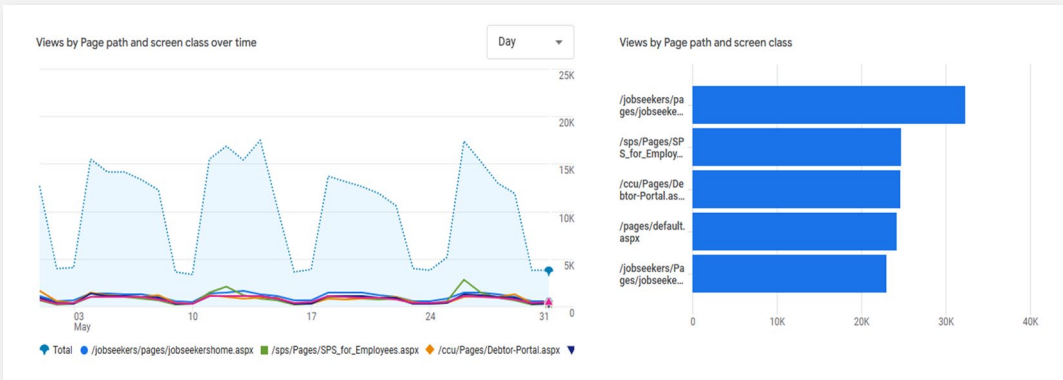 Views by Page path and screen class over time
Day
25K
20K
15K
10K
5K
0
03
May
10
17
24
31
Total
/jobseekers/pages/jobseekershome.aspx
/sps/Pages/SPS_for_Employees.aspx
/ccu/Pages/Debtor-Portal.aspx
Views by Page path and screen class
/jobseekers/pa
ges/jobseeke...
/sps/Pages/SP
S_for_Employ...
/ccu/Pages/De
btor-Portal.as...
/pages/default.
aspx
/jobseekers/Pa
ges/jobseeke...
0
10K
20K
30K
40K